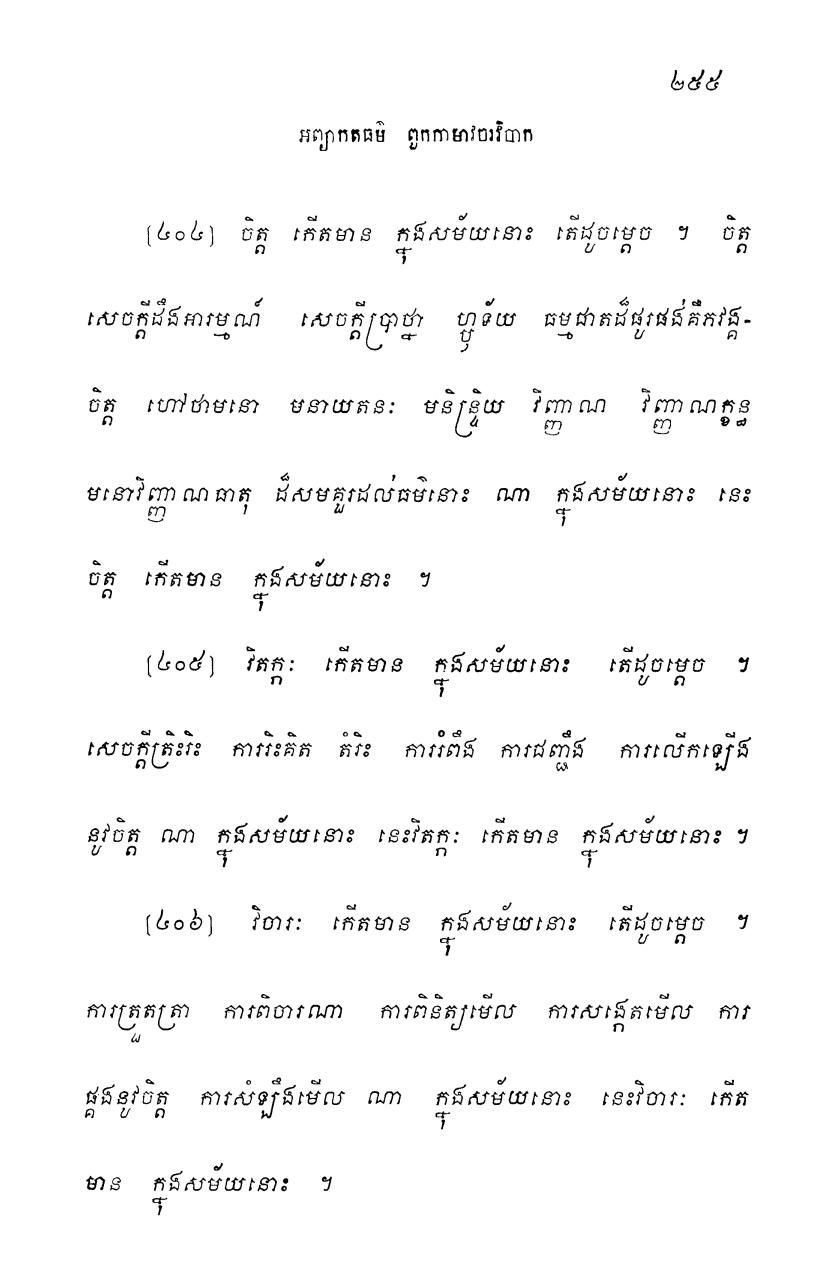 ២៥៥
អព្យាកតធម៌ ពួកកាមាវចរវិបាក
[៤០៤] ចិត្ត កើតមាន ក្នុងសម័យនោះ តើដូចម្តេច ។ ចិត្ត
សេចក្តីដឹងអារម្មណ៍ សេចក្តីប្រាថ្នា ហ្ឫទ័យ ធម្មជាតដ៏ផូរផង់គឺភវង្គ-
ចិត្ត ហៅថាមនោ មនាយតនៈ មនិន្ទ្រិយ វិញ្ញាណ វិញ្ញាណក្ខន្ធ
មនោវិញ្ញាណធាតុ ដ៏សមគួរដល់ធម៌នោះ ណា ក្នុងសម័យនោះ នេះ
ចិត្ត កើតមាន ក្នុងសម័យនោះ ។
[៤០៥] វិតក្កៈ កើតមាន ក្នុងសម័យនោះ តើដូចម្តេច ។
សេចក្តីត្រិះរិះ ការរិះគិត តំរិះ ការរំពឹង ការជញ្ជឹង ការលើកឡើង
នូវចិត្ត ណា ក្នុងសម័យនោះ នេះវិតក្កៈ កើតមាន ក្នុងសម័យនោះ ។
[៤០៦] វិចារៈ កើតមាន ក្នុងសម័យនោះ តើដូចម្តេច ។
ការត្រួតត្រា ការពិចារណា ការពិនិត្យមើល ការសង្កេតមើល ការ
ផ្គងនូវចិត្ត ការសំឡឹងមើល ណា ក្នុងសម័យនោះ នេះវិចារៈ កើត
មាន ក្នុងសម័យនោះ ។